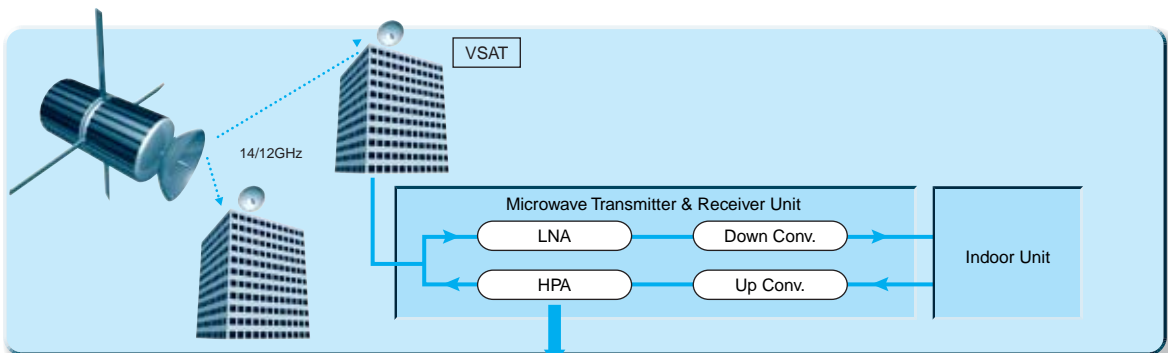 VSAT
14/12GHz
Microwave Transmitter & Receiver Unit
LNA
Down Conv.
Indoor Unit
HPA
Up Conv.